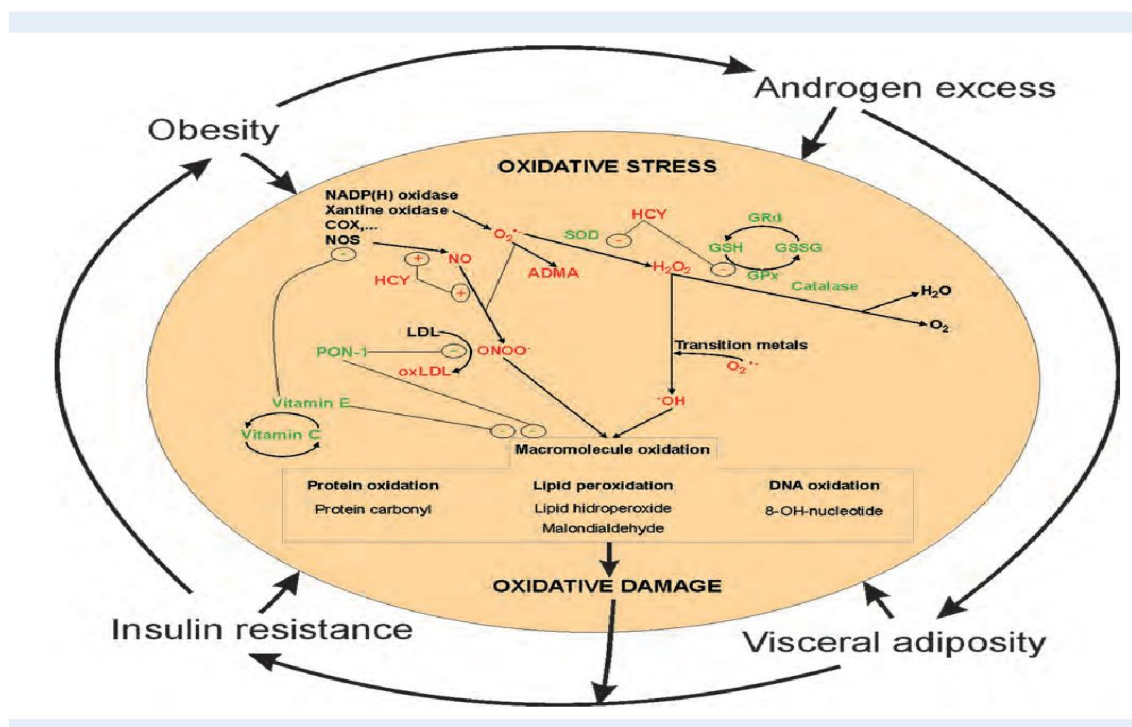 Androgen excess
Obesity
OXIDATIVE STRESS
NADP(H) oxidase
Xantine oxidase
COX,...
NOS
HCY
GRd
SOD
O₂•⁻
GSH
GSSG
NO
ADMA
H₂O₂
GPx
HCY
Catalase
H₂O
O₂
LDL
PON-1
ONOO⁻
oxLDL
Transition metals
O₂•⁻
Vitamin E
⁻OH
Vitamin C
Macromolecule oxidation
Protein oxidation
Lipid peroxidation
DNA oxidation
Protein carbonyl
Lipid hidroperoxide
8-OH-nucleotide
Malondialdehyde
OXIDATIVE DAMAGE
Insulin resistance
Visceral adiposity